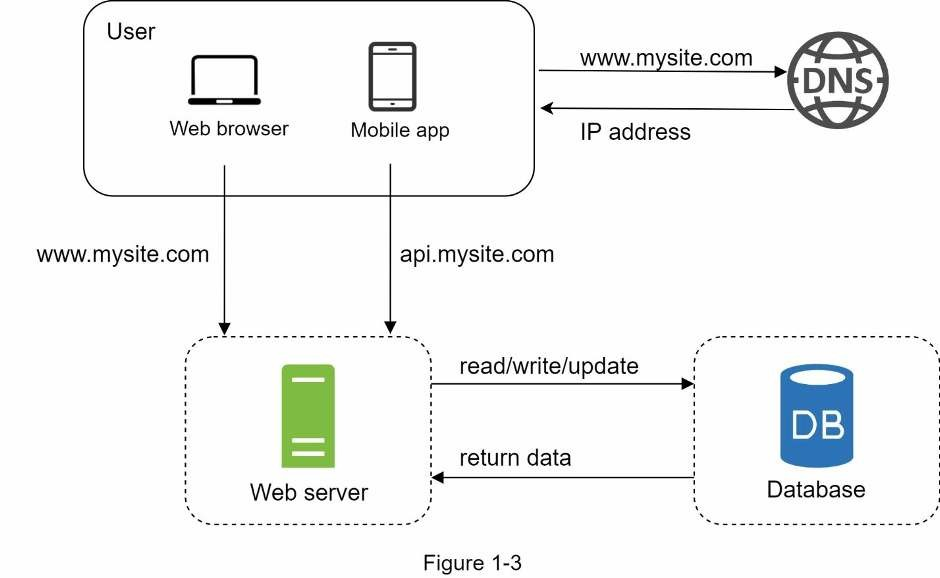 User
www.mysite.com
DNS
Web browser
Mobile app
IP address
www.mysite.com
api.mysite.com
read/write/update
DB
return data
Web server
Database
Figure 1-3